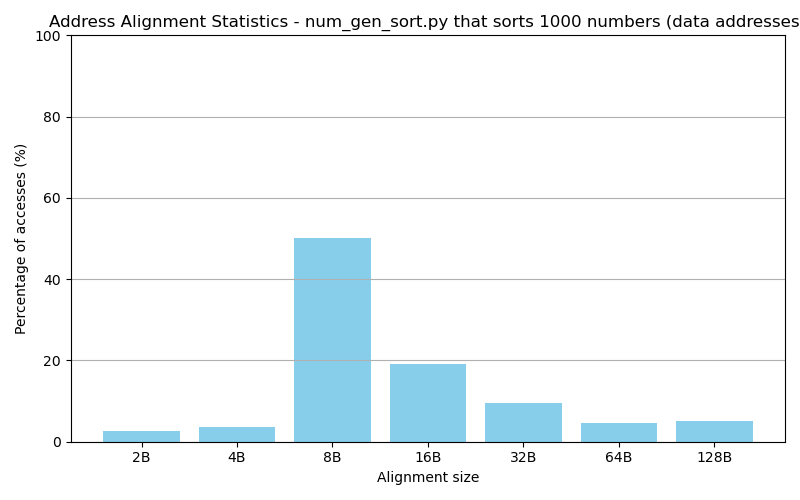 Address Alignment Statistics - num_gen_sort.py that sorts 1000 numbers (data addresses
100
80
60
40
20
0
Percentage of accesses (%)
2B 4B 8B 16B 32B 64B 128B
Alignment size